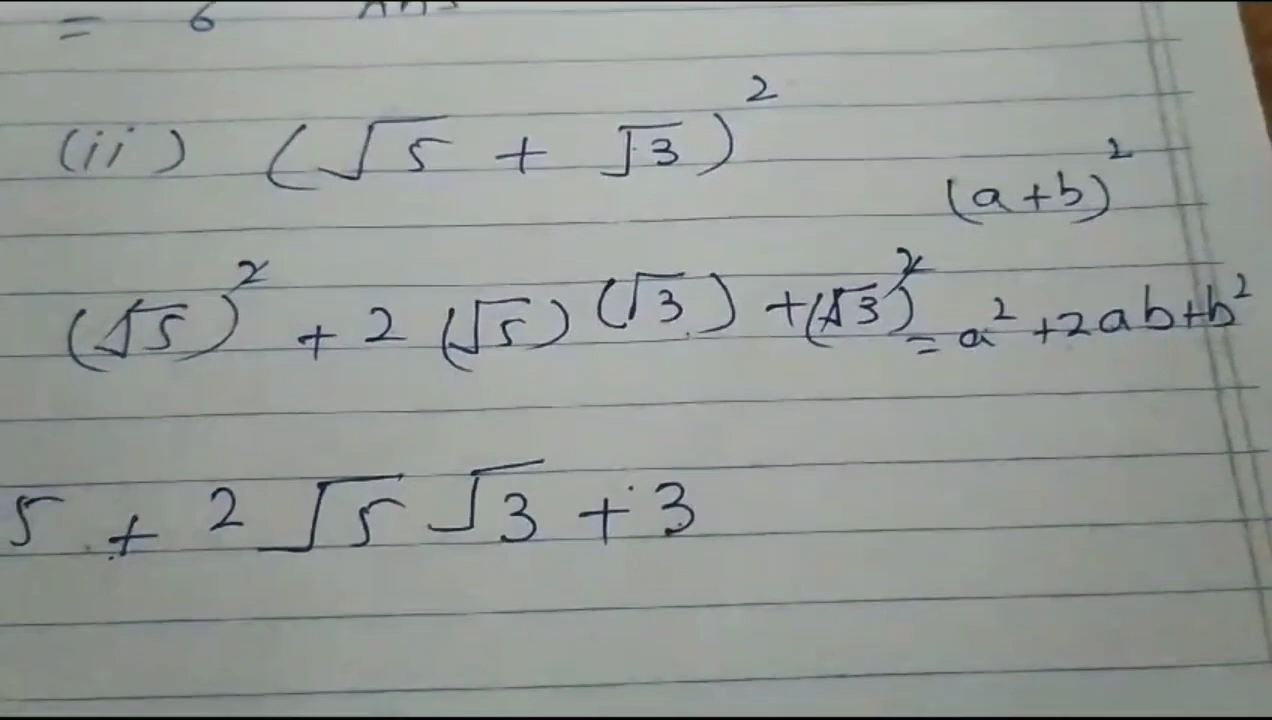 = 6 Ans
(ii) (√5 + √3)²
(a+b)²
(√5)² + 2 (√5) (√3) + (√3)² = a² + 2ab + b²
5 + 2 √5 √3 + 3